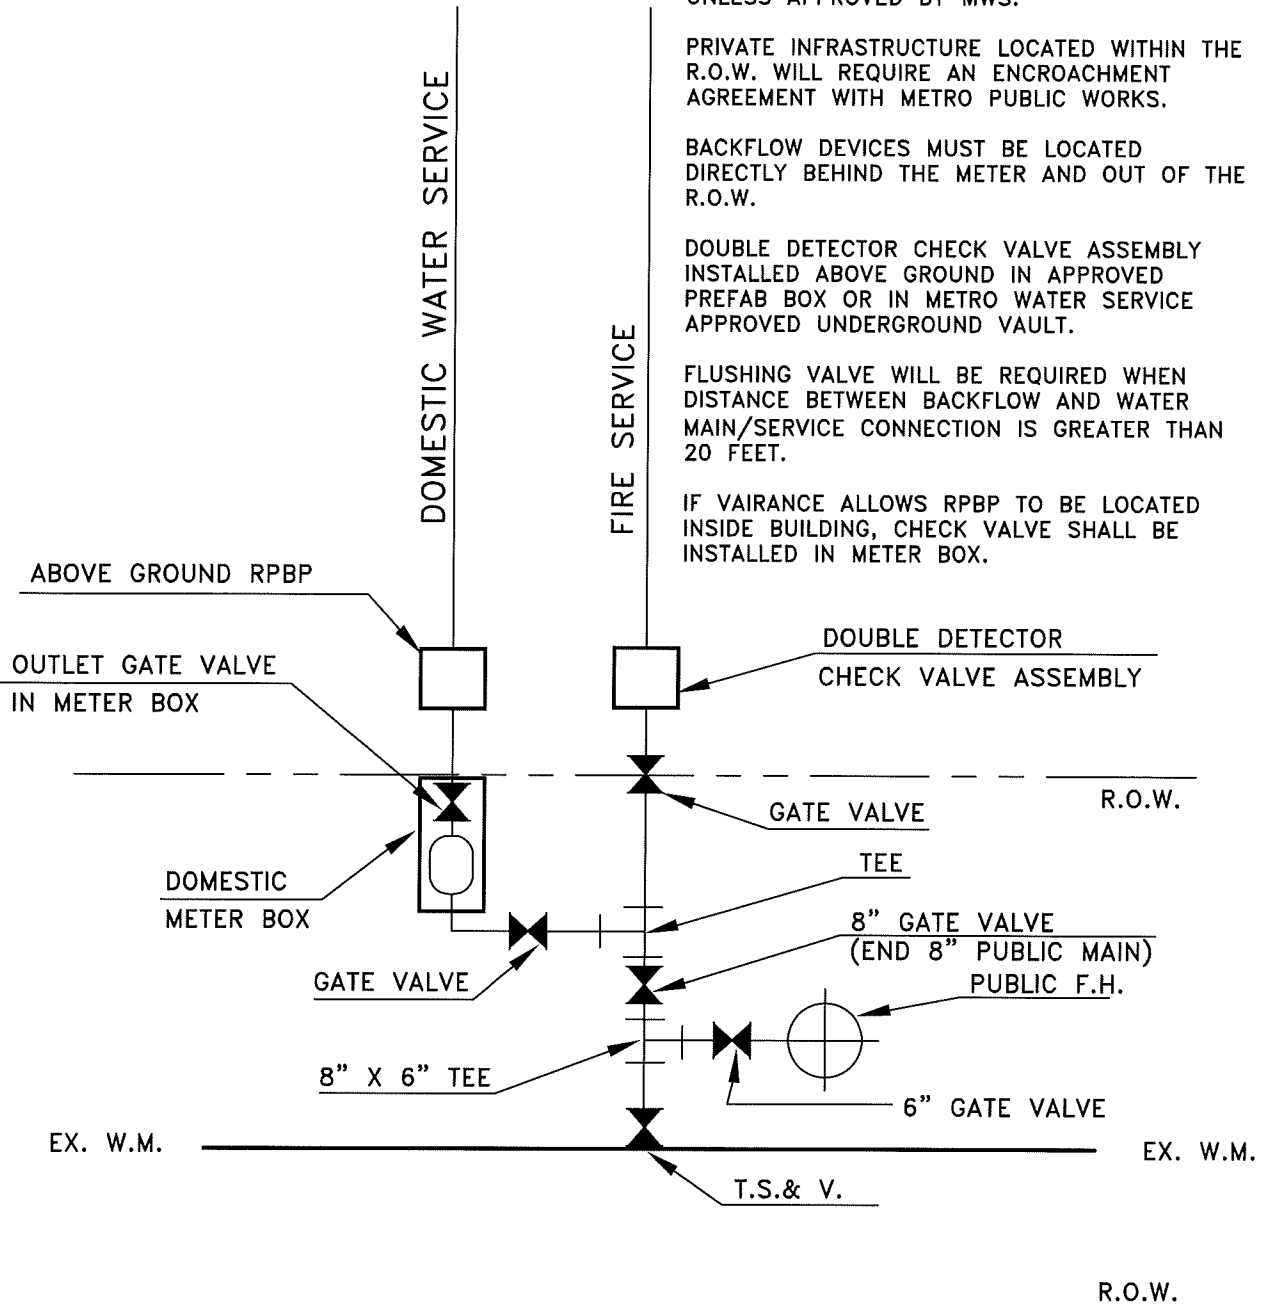 UNLESS APPROVED BY MWS.
PRIVATE INFRASTRUCTURE LOCATED WITHIN THE
R.O.W. WILL REQUIRE AN ENCROACHMENT
AGREEMENT WITH METRO PUBLIC WORKS.
BACKFLOW DEVICES MUST BE LOCATED
DIRECTLY BEHIND THE METER AND OUT OF THE
R.O.W.
DOUBLE DETECTOR CHECK VALVE ASSEMBLY
INSTALLED ABOVE GROUND IN APPROVED
PREFAB BOX OR IN METRO WATER SERVICE
APPROVED UNDERGROUND VAULT.
FLUSHING VALVE WILL BE REQUIRED WHEN
DISTANCE BETWEEN BACKFLOW AND WATER
MAIN/SERVICE CONNECTION IS GREATER THAN
20 FEET.
IF VAIRANCE ALLOWS RPBP TO BE LOCATED
INSIDE BUILDING, CHECK VALVE SHALL BE
INSTALLED IN METER BOX.
DOMESTIC WATER SERVICE
FIRE SERVICE
ABOVE GROUND RPBP
OUTLET GATE VALVE
IN METER BOX
DOUBLE DETECTOR
CHECK VALVE ASSEMBLY
R.O.W.
GATE VALVE
TEE
DOMESTIC
METER BOX
8" GATE VALVE
(END 8" PUBLIC MAIN)
GATE VALVE
PUBLIC F.H.
8" X 6" TEE
6" GATE VALVE
EX. W.M.
EX. W.M.
T.S.& V.
R.O.W.